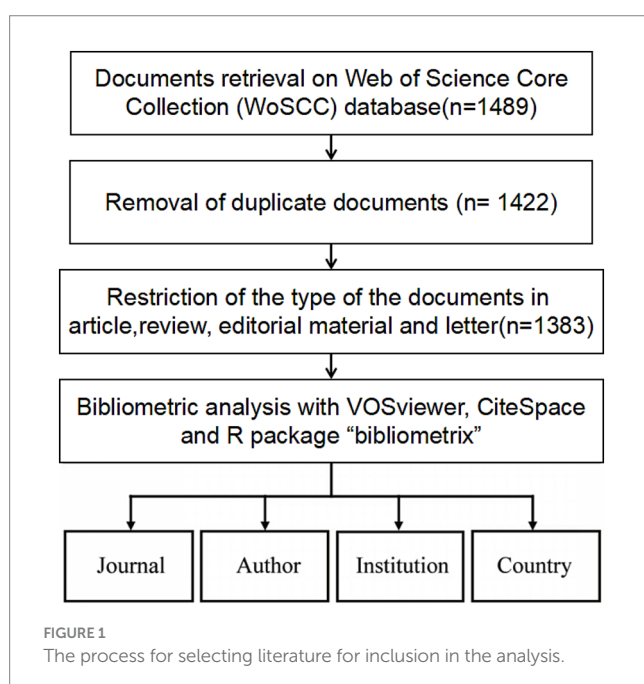 Documents retrieval on Web of Science Core
Collection (WoSCC) database(n=1489)
Removal of duplicate documents (n= 1422)
Restriction of the type of the documents in
article,review, editorial material and letter(n=1383)
Bibliometric analysis with VOSviewer, CiteSpace
and R package “bibliometrix”
Journal
Author
Institution
Country
FIGURE 1
The process for selecting literature for inclusion in the analysis.